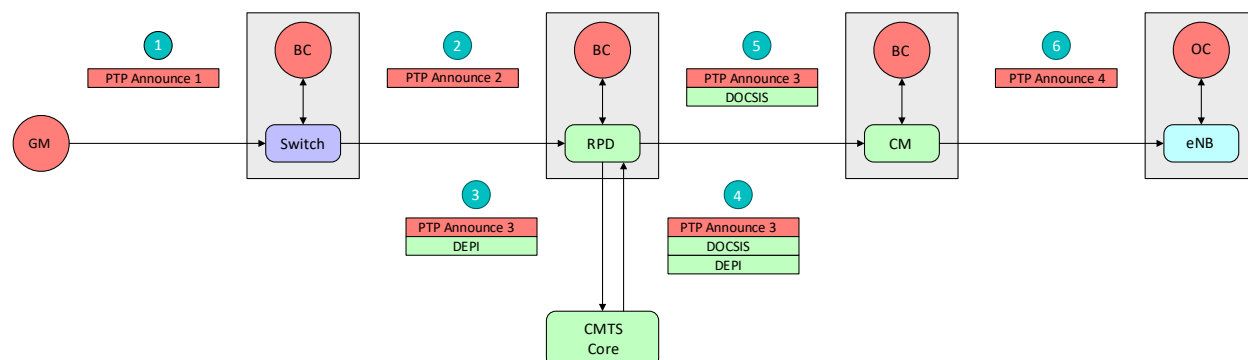 1
2
5
6
BC
BC
BC
OC
PTP Announce 1
PTP Announce 2
PTP Announce 3
DOCSIS
PTP Announce 4
GM
Switch
RPD
CM
eNB
3
4
PTP Announce 3
DEPI
PTP Announce 3
DOCSIS
DEPI
CMTS
Core